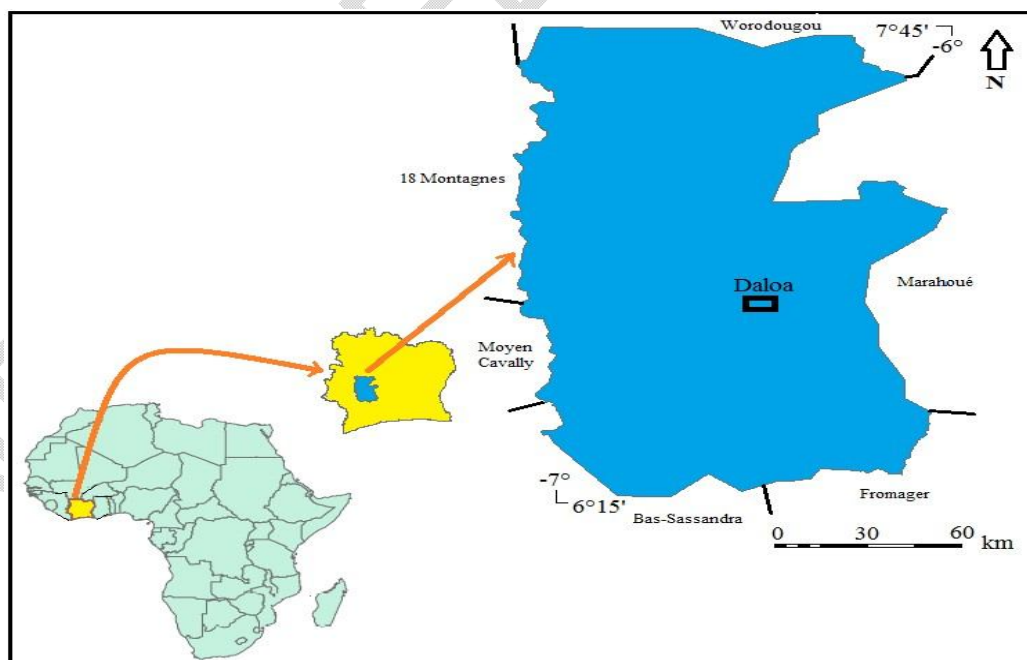 Worodougou
7°45'
-6°
N
18 Montagnes
Daloa
Marahoué
Moyen
Cavally
-7°
6°15'
Fromager
Bas-Sassandra
0 30 60
km